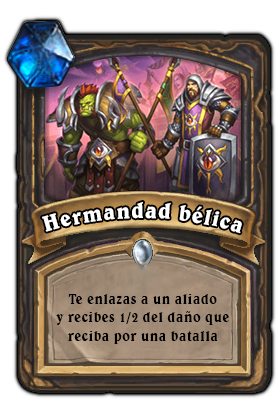 Hermandad bélica
Te enlazas a un aliado
y recibes 1/2 del daño que
reciba por una batalla